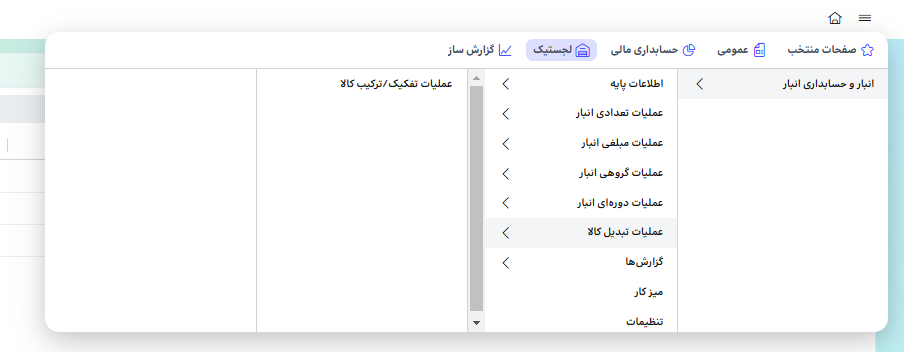 صفحات منتخب
عمومی
حسابداری مالی
لجستیک
گزارش ساز
انبار و حسابداری انبار
اطلاعات پایه
عملیات تعدادی انبار
عملیات مبلغی انبار
عملیات گروهی انبار
عملیات دوره‌ای انبار
عملیات تبدیل کالا
گزارش‌ها
میز کار
تنظیمات
عملیات تفکیک/ترکیب کالا